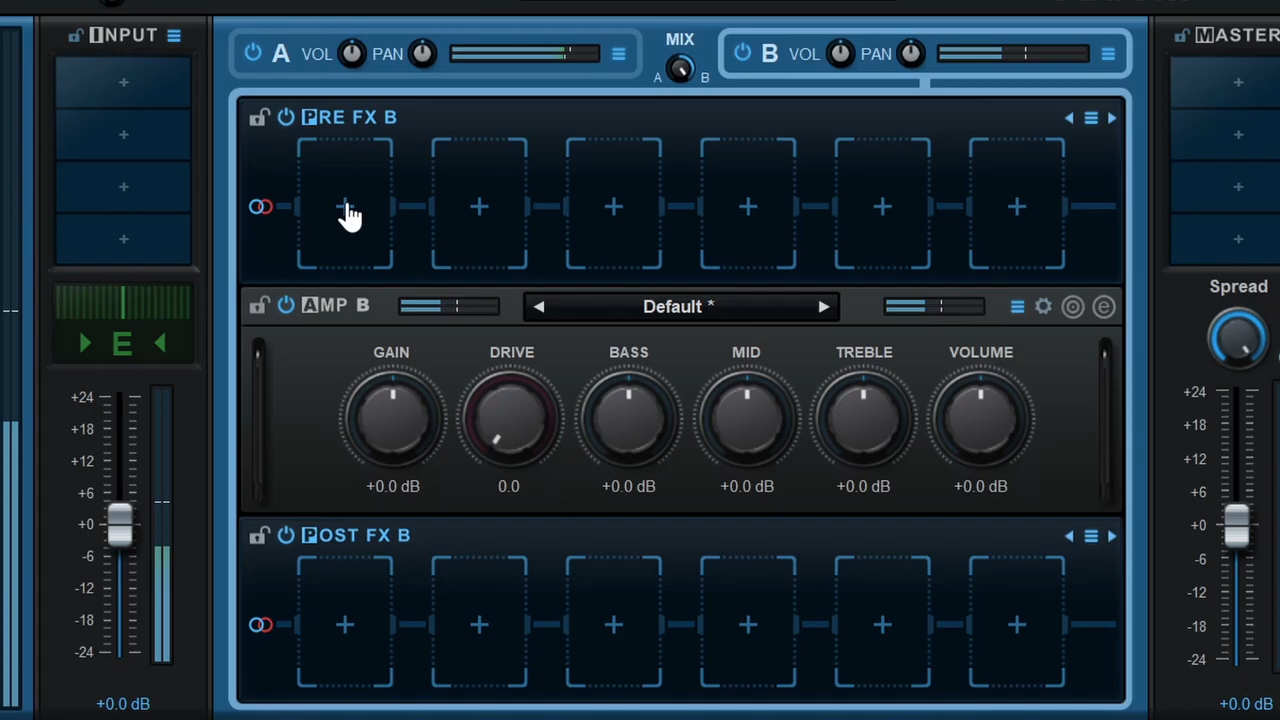 INPUT
A VOL PAN
MIX
A B
B VOL PAN
MASTER
PRE FX B
AMP B
Default *
e
GAIN DRIVE BASS MID TREBLE VOLUME
+0.0 dB 0.0 +0.0 dB +0.0 dB +0.0 dB +0.0 dB
POST FX B
E
+24
+18
+12
+6
+0
-6
-12
-18
-24
+0.0 dB
Spread
+24
+18
+12
+6
+0
-6
-12
-18
-24
+0.0 dB